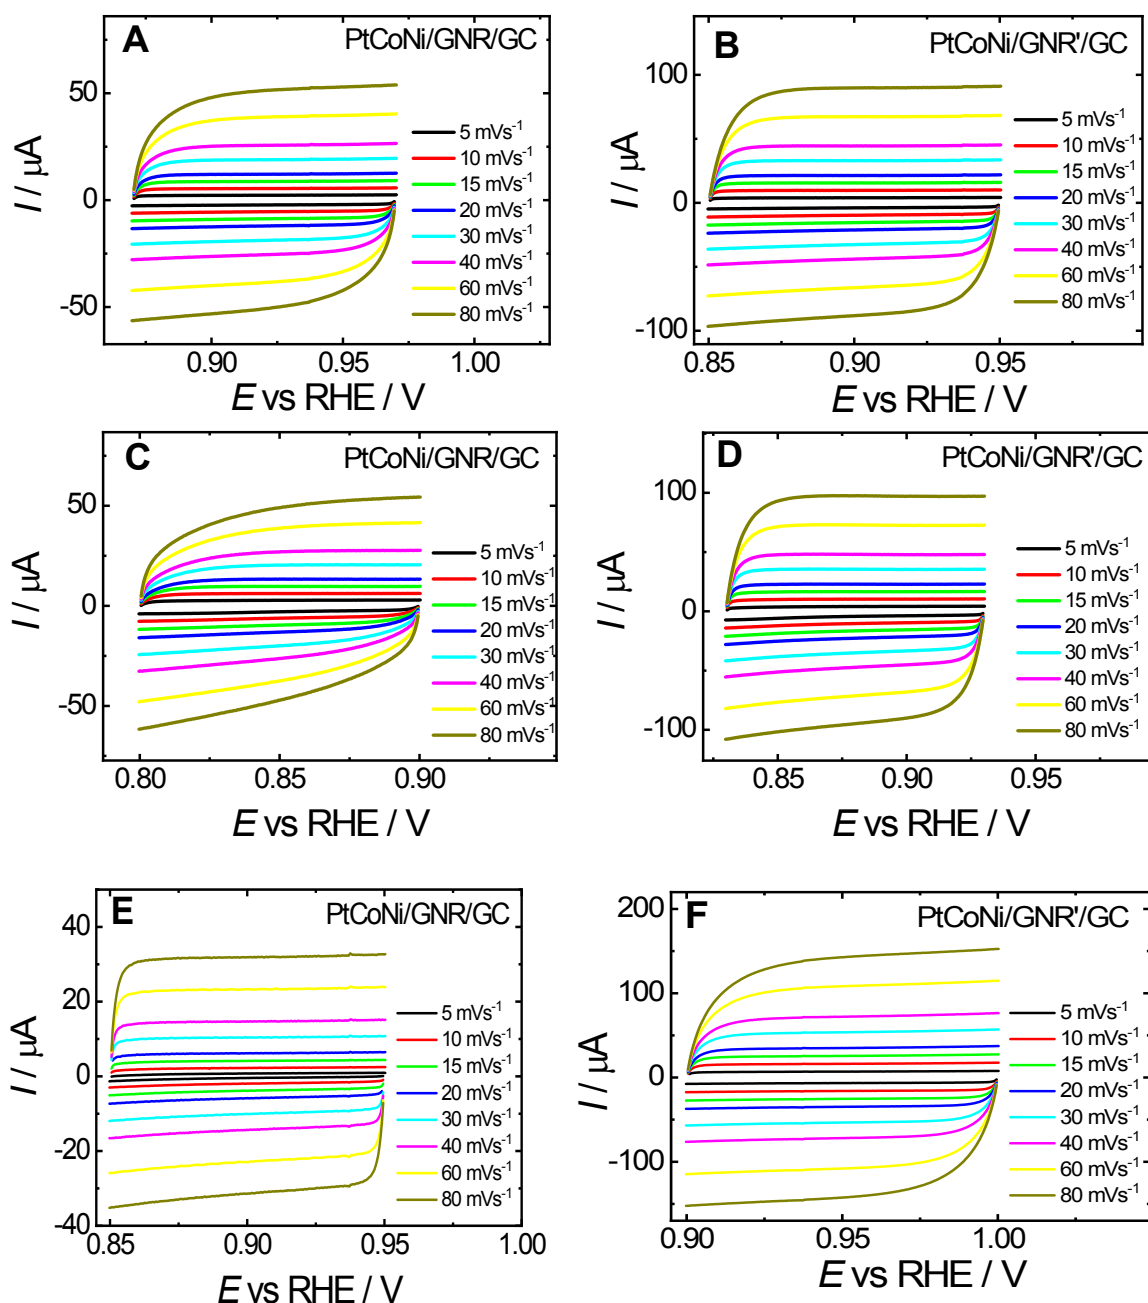 A
PtCoNi/GNR/GC
50
0
-50
I / µA
5 mVs⁻¹
10 mVs⁻¹
15 mVs⁻¹
20 mVs⁻¹
30 mVs⁻¹
40 mVs⁻¹
60 mVs⁻¹
80 mVs⁻¹
0.90 0.95 1.00
E vs RHE / V
B
PtCoNi/GNR'/GC
100
0
-100
I / µA
5 mVs⁻¹
10 mVs⁻¹
15 mVs⁻¹
20 mVs⁻¹
30 mVs⁻¹
40 mVs⁻¹
60 mVs⁻¹
80 mVs⁻¹
0.85 0.90 0.95
E vs RHE / V
C
PtCoNi/GNR/GC
50
0
-50
I / µA
5 mVs⁻¹
10 mVs⁻¹
15 mVs⁻¹
20 mVs⁻¹
30 mVs⁻¹
40 mVs⁻¹
60 mVs⁻¹
80 mVs⁻¹
0.80 0.85 0.90
E vs RHE / V
D
PtCoNi/GNR'/GC
100
0
-100
I / µA
5 mVs⁻¹
10 mVs⁻¹
15 mVs⁻¹
20 mVs⁻¹
30 mVs⁻¹
40 mVs⁻¹
60 mVs⁻¹
80 mVs⁻¹
0.85 0.90 0.95
E vs RHE / V
E
PtCoNi/GNR/GC
40
20
0
-20
-40
I / µA
5 mVs⁻¹
10 mVs⁻¹
15 mVs⁻¹
20 mVs⁻¹
30 mVs⁻¹
40 mVs⁻¹
60 mVs⁻¹
80 mVs⁻¹
0.85 0.90 0.95 1.00
E vs RHE / V
F
PtCoNi/GNR'/GC
200
100
0
-100
I / µA
5 mVs⁻¹
10 mVs⁻¹
15 mVs⁻¹
20 mVs⁻¹
30 mVs⁻¹
40 mVs⁻¹
60 mVs⁻¹
80 mVs⁻¹
0.90 0.95 1.00
E vs RHE / V